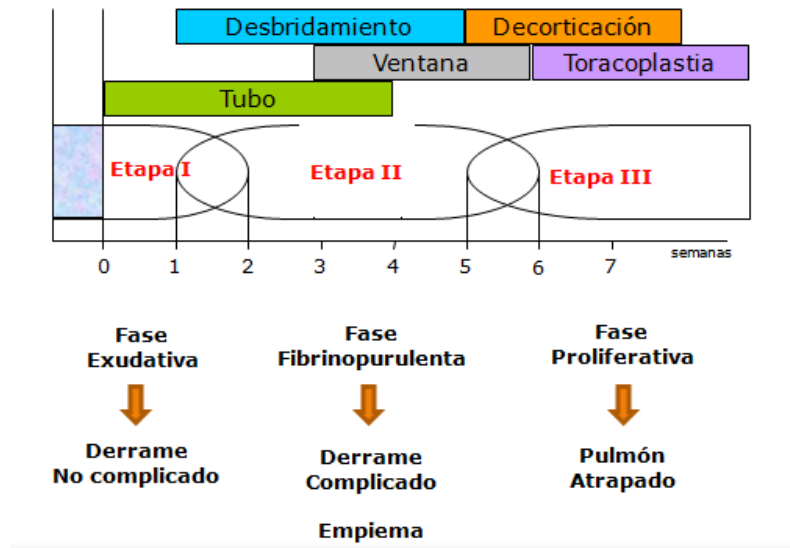 Desbridamiento Decorticación
Ventana Toracoplastia
Tubo
Etapa I Etapa II Etapa III
semanas
0 1 2 3 4 5 6 7
Fase Fase Fase
Exudativa Fibrinopurulenta Proliferativa
Derrame Derrame Pulmón
No complicado Complicado Atrapado
Empiema